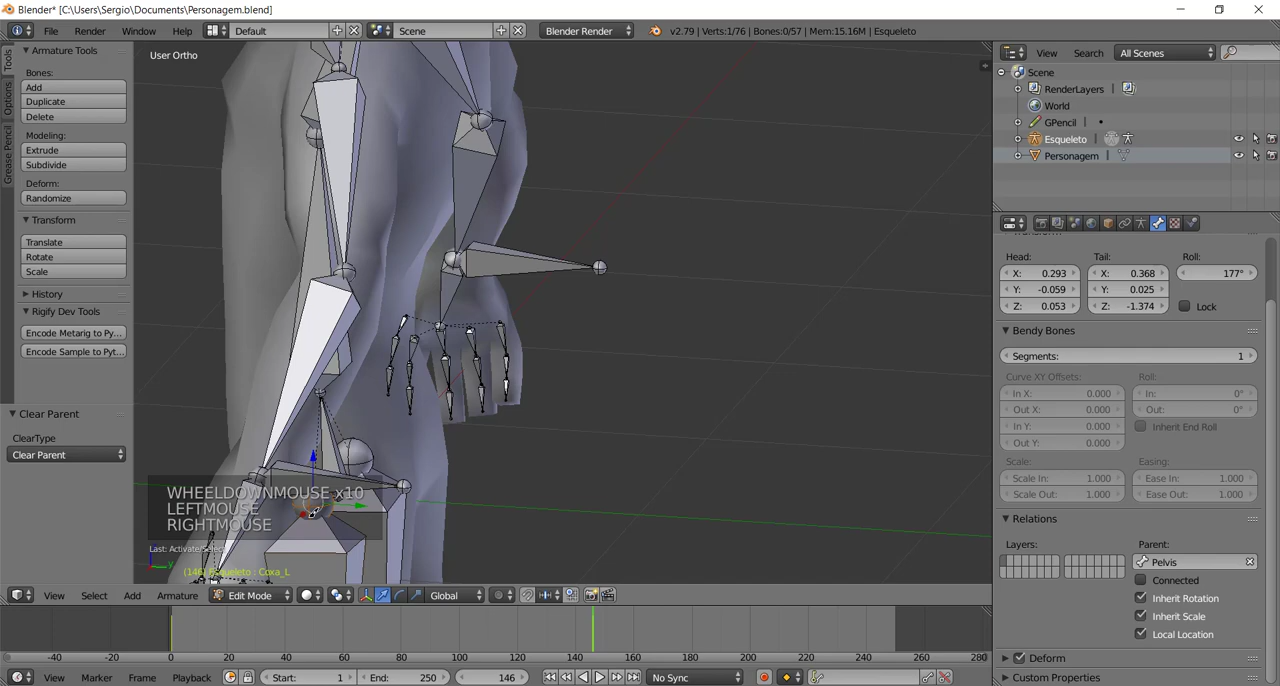 Blender* [C:\Users\Sergio\Documents\Personagem.blend]
File Render Window Help Default Scene Blender Render v2.79 | Verts:1/76 | Bones:0/57 | Mem:15.16M | Esqueleto
Tools
Options
Grease Pencil
Armature Tools
Bones:
Add
Duplicate
Delete
Modeling:
Extrude
Subdivide
Deform:
Randomize
Transform
Translate
Rotate
Scale
History
Rigify Dev Tools
Encode Metarig to Py...
Encode Sample to Pyt...
Clear Parent
ClearType
Clear Parent
User Ortho
WHEELDOWNMOUSE x10
LEFTMOUSE
RIGHTMOUSE
Last: Activate/Select
(146) Esqueleto : Coxa_L
View Select Add Armature Edit Mode Global
-40 -20 0 20 40 60 80 100 120 140 160 180 200 220 240 260 280
View Marker Frame Playback Start: 1 End: 250 146 No Sync
View Search All Scenes
Scene
RenderLayers
World
GPencil
Esqueleto
Personagem
Head: Tail: Roll:
X: 0.293 X: 0.368 177°
Y: -0.059 Y: 0.025
Z: 0.053 Z: -1.374 Lock
Bendy Bones
Segments: 1
Curve XY Offsets: Roll:
In X: 0.000 In: 0°
Out X: 0.000 Out: 0°
In Y: 0.000 Inherit End Roll
Out Y: 0.000
Scale: Easing:
Scale In: 1.000 Ease In: 1.000
Scale Out: 1.000 Ease Out: 1.000
Relations
Layers: Parent:
Pelvis
Connected
Inherit Rotation
Inherit Scale
Local Location
Deform
Custom Properties